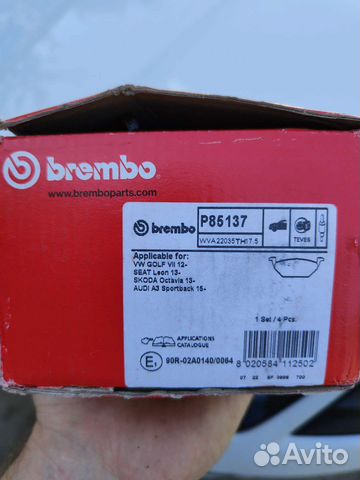 brembo
www.bremboparts.com
brembo P85137
WVA22035TH17.5
TEVES
Applicable for:
VW GOLF VII 12-
SEAT Leon 13-
SKODA Octavia 13-
AUDI A3 Sportback 15-
1 Set / 4 Pcs.
APPLICATIONS
CATALOGUE
E1 90R-02A0140/0064
8 020584 112502
Avito